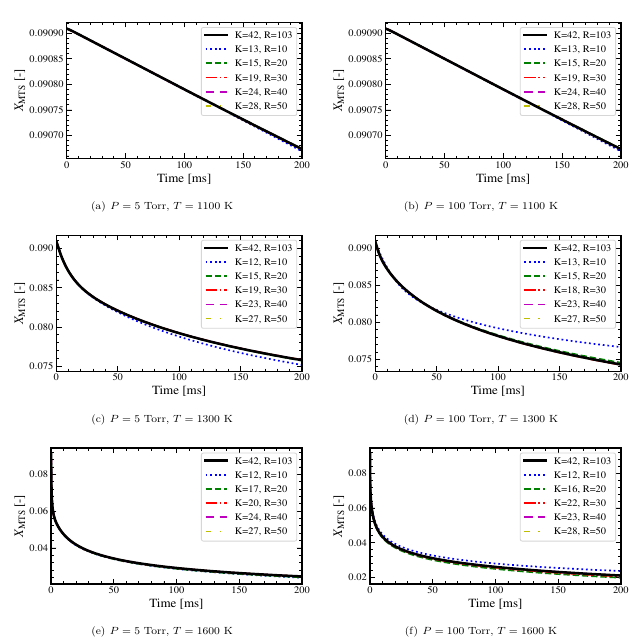 0.09090
0.09085
0.09080
0.09075
0.09070
X_MTS [-]
K=42, R=103
K=13, R=10
K=15, R=20
K=19, R=30
K=24, R=40
K=28, R=50
0 50 100 150 200
Time [ms]
(a) P = 5 Torr, T = 1100 K
0.09090
0.09085
0.09080
0.09075
0.09070
X_MTS [-]
K=42, R=103
K=13, R=10
K=15, R=20
K=19, R=30
K=24, R=40
K=28, R=50
0 50 100 150 200
Time [ms]
(b) P = 100 Torr, T = 1100 K
0.090
0.085
0.080
0.075
X_MTS [-]
K=42, R=103
K=12, R=10
K=15, R=20
K=18, R=30
K=23, R=40
K=27, R=50
0 50 100 150 200
Time [ms]
(c) P = 5 Torr, T = 1300 K
0.090
0.085
0.080
0.075
X_MTS [-]
K=42, R=103
K=13, R=10
K=15, R=20
K=18, R=30
K=23, R=40
K=27, R=50
0 50 100 150 200
Time [ms]
(d) P = 100 Torr, T = 1300 K
0.08
0.06
0.04
X_MTS [-]
K=42, R=103
K=12, R=10
K=17, R=20
K=20, R=30
K=24, R=40
K=27, R=50
0 50 100 150 200
Time [ms]
(e) P = 5 Torr, T = 1600 K
0.08
0.06
0.04
0.02
X_MTS [-]
K=42, R=103
K=12, R=10
K=16, R=20
K=22, R=30
K=23, R=40
K=28, R=50
0 50 100 150 200
Time [ms]
(f) P = 100 Torr, T = 1600 K